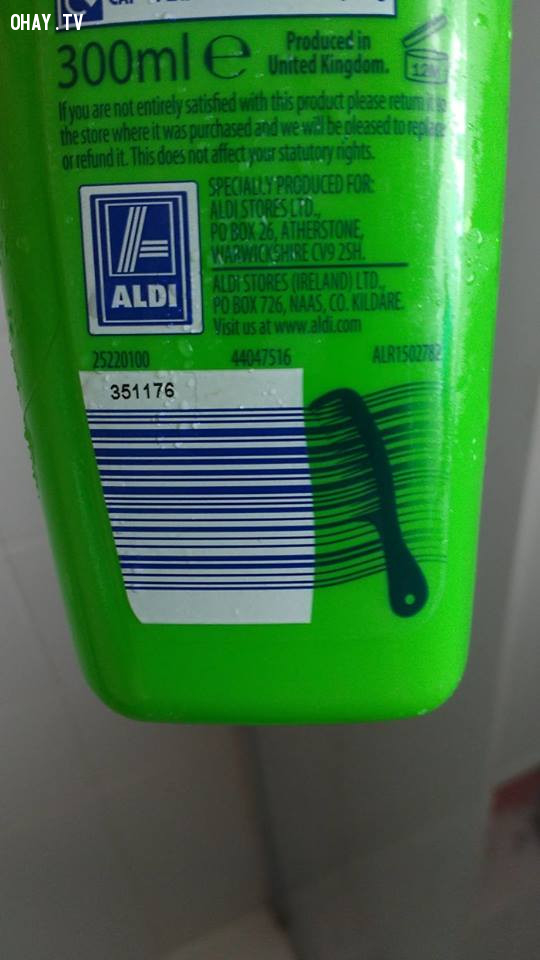 OHAY.TV
CAP
300ml e Produced in
United Kingdom.
12M
If you are not entirely satisfied with this product please return it to
the store where it was purchased and we will be pleased to replace
or refund it. This does not affect your statutory rights.
ALDI
SPECIALLY PRODUCED FOR:
ALDI STORES LTD.,
PO BOX 26, ATHERSTONE,
WARWICKSHIRE CV9 2SH.
ALDI STORES (IRELAND) LTD.,
PO BOX 726, NAAS, CO. KILDARE.
Visit us at www.aldi.com
25220100 44047516 ALR1502782
351176